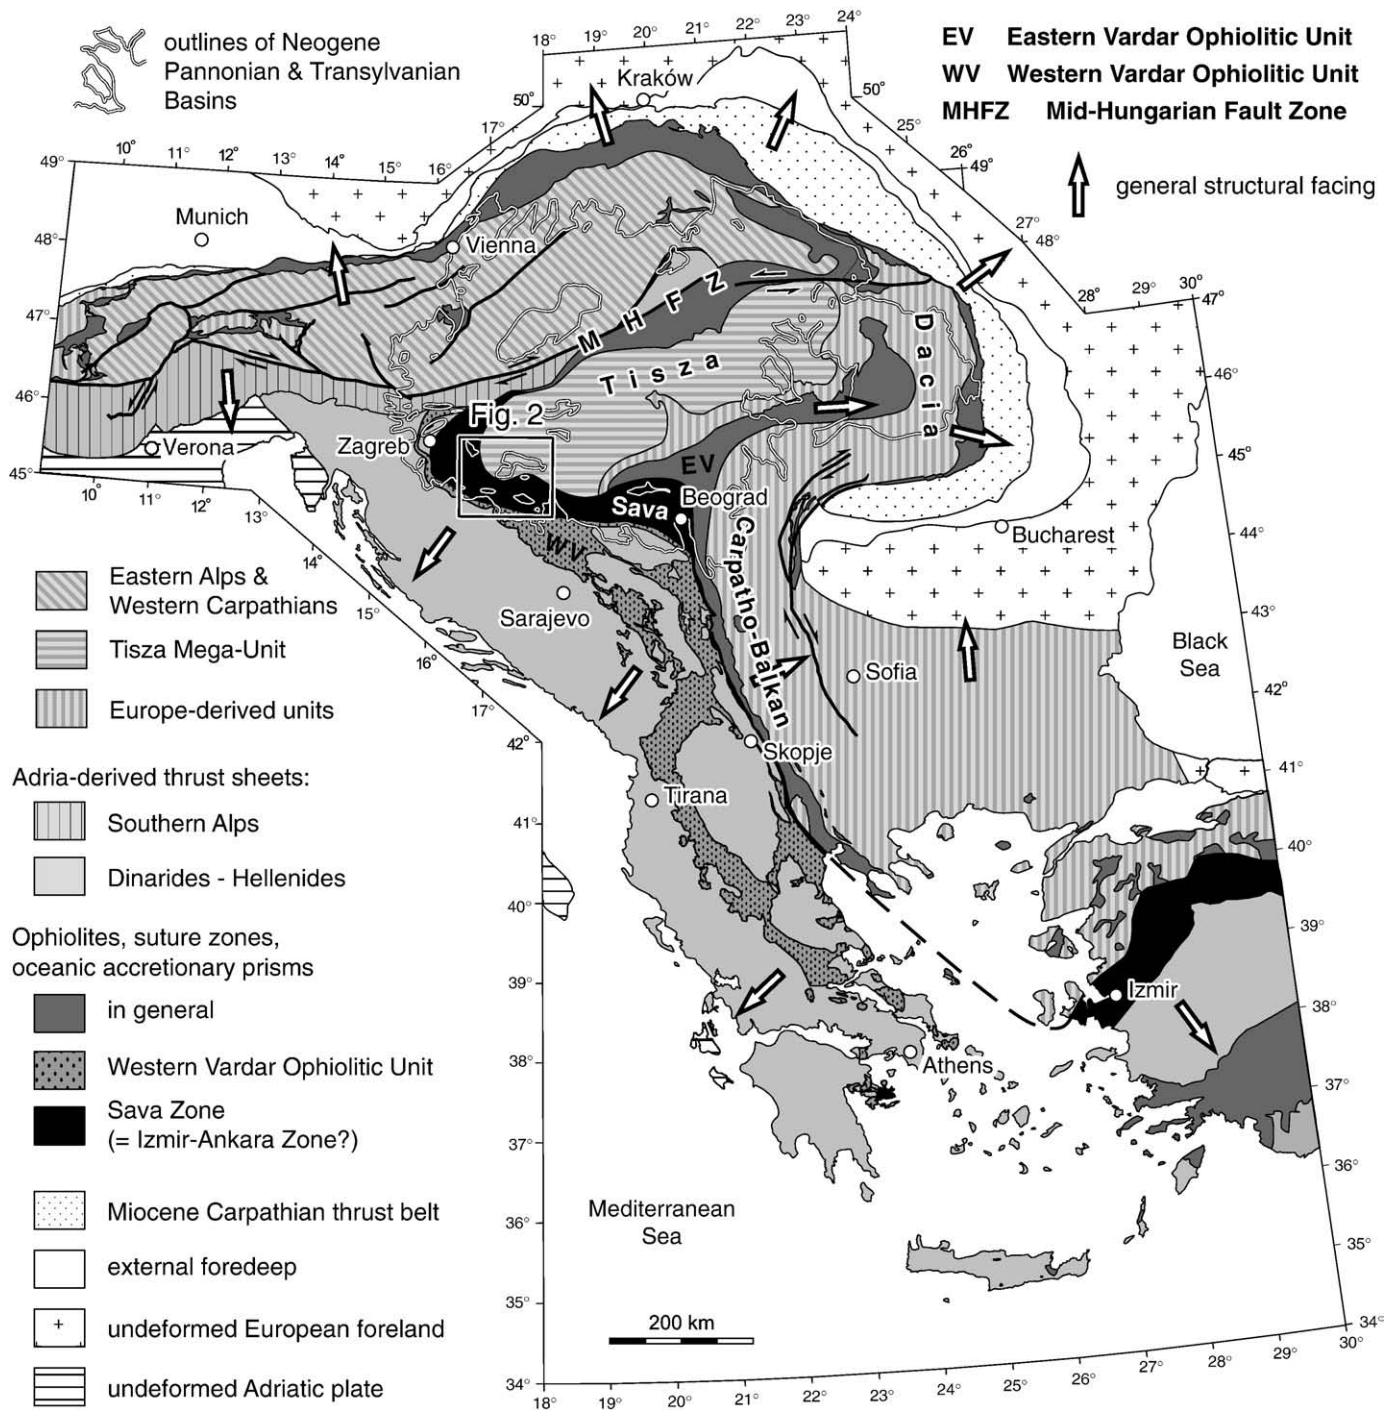 outlines of Neogene
Pannonian & Transylvanian
Basins
EV Eastern Vardar Ophiolitic Unit
WV Western Vardar Ophiolitic Unit
MHFZ Mid-Hungarian Fault Zone
general structural facing
18° 19° 20° 21° 22° 23° 24°
Kraków
50° 50°
17° 25°
26°
49°
49° 10° 11° 12° 13° 14° 15° 16°
27°
48°
Munich
48°
Vienna
28° 29° 30°
47°
M H F Z
47°
Dacia
Tisza
46°
46°
Fig. 2
Zagreb
Verona
45°
45°
EV
Beograd
Sava
10° 11° 12° 13°
WV
Carpatho-Balkan
Bucharest
44°
14°
Eastern Alps &
Western Carpathians
15°
Sarajevo
43°
Black
Sea
Tisza Mega-Unit
16°
Sofia
42°
Europe-derived units
17°
42°
Skopje
41°
Adria-derived thrust sheets:
Tirana
Southern Alps
41°
40°
Dinarides - Hellenides
40°
39°
Ophiolites, suture zones,
oceanic accretionary prisms
39°
Izmir
in general
38°
38°
Athens
Western Vardar Ophiolitic Unit
37°
Sava Zone
(= Izmir-Ankara Zone?)
37°
36°
Miocene Carpathian thrust belt
Mediterranean
Sea
36°
35°
external foredeep
35°
200 km
undeformed European foreland
34°
30°
undeformed Adriatic plate
34°
18° 19° 20° 21° 22° 23° 24° 25° 26° 27° 28° 29°